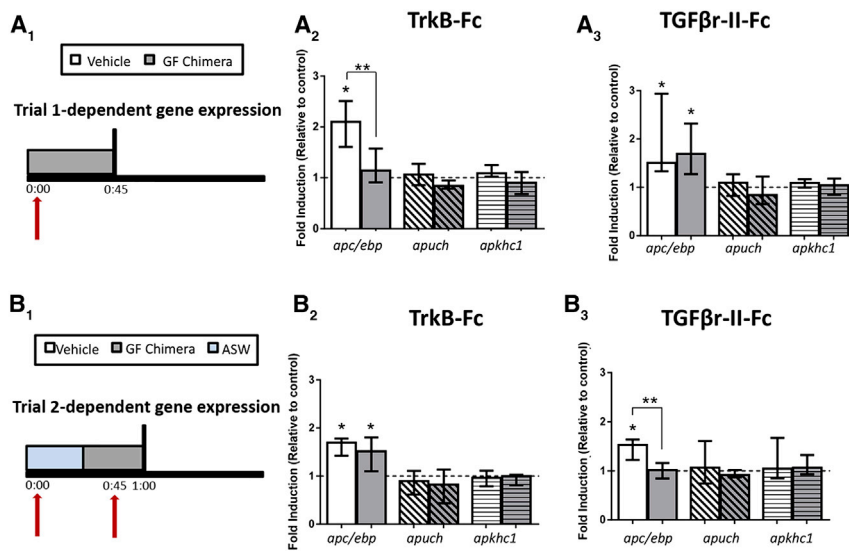 A1
Vehicle GF Chimera
Trial 1-dependent gene expression
0:00 0:45
A2
TrkB-Fc
Fold Induction (Relative to control)
3
2
1
0
* **
apc/ebp apuch apkhc1
A3
TGFβr-II-Fc
Fold Induction (Relative to control)
3
2
1
0
* *
apc/ebp apuch apkhc1
B1
Vehicle GF Chimera ASW
Trial 2-dependent gene expression
0:00 0:45 1:00
B2
TrkB-Fc
Fold Induction (Relative to control)
3
2
1
0
* *
apc/ebp apuch apkhc1
B3
TGFβr-II-Fc
Fold Induction (Relative to control)
3
2
1
0
* **
apc/ebp apuch apkhc1